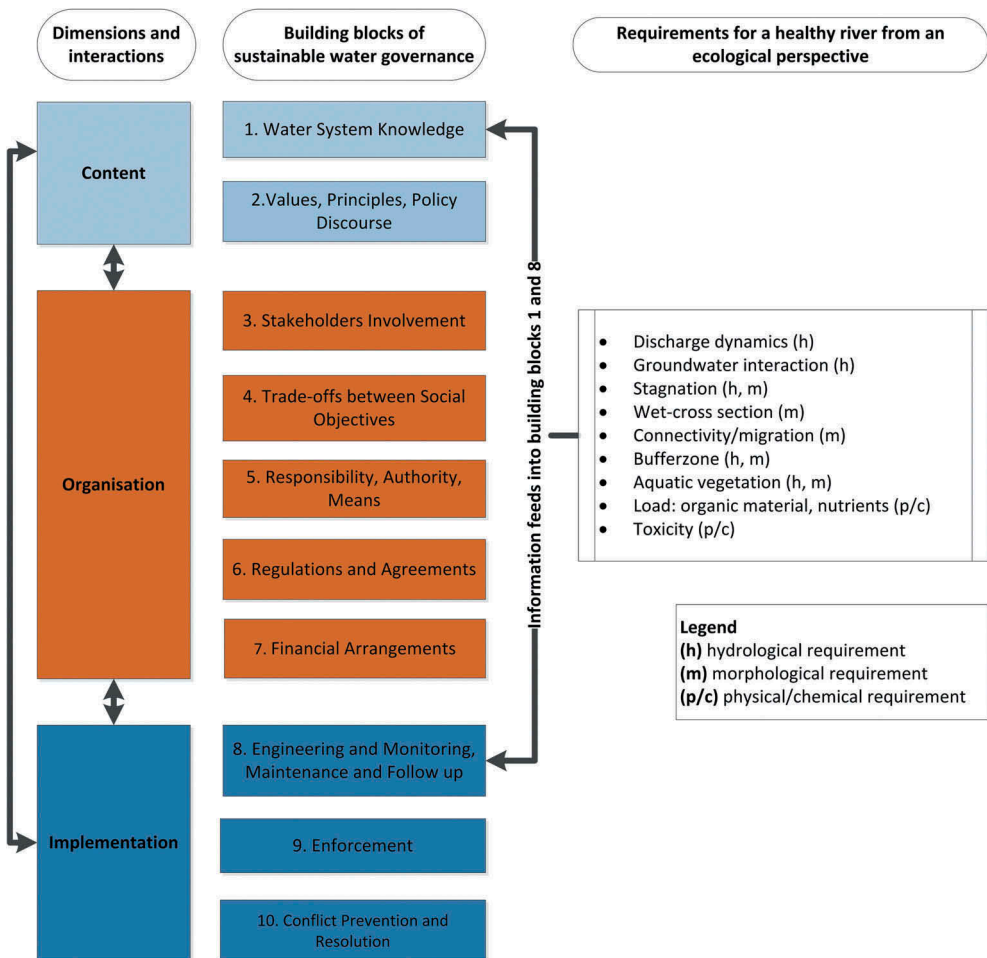 Dimensions and
interactions
Building blocks of
sustainable water governance
Requirements for a healthy river from an
ecological perspective
Content
1. Water System Knowledge
2.Values, Principles, Policy
Discourse
Organisation
3. Stakeholders Involvement
4. Trade-offs between Social
Objectives
5. Responsibility, Authority,
Means
6. Regulations and Agreements
7. Financial Arrangements
Implementation
8. Engineering and Monitoring,
Maintenance and Follow up
9. Enforcement
10. Conflict Prevention and
Resolution
Information feeds into building blocks 1 and 8
• Discharge dynamics (h)
• Groundwater interaction (h)
• Stagnation (h, m)
• Wet-cross section (m)
• Connectivity/migration (m)
• Bufferzone (h, m)
• Aquatic vegetation (h, m)
• Load: organic material, nutrients (p/c)
• Toxicity (p/c)
Legend
(h) hydrological requirement
(m) morphological requirement
(p/c) physical/chemical requirement